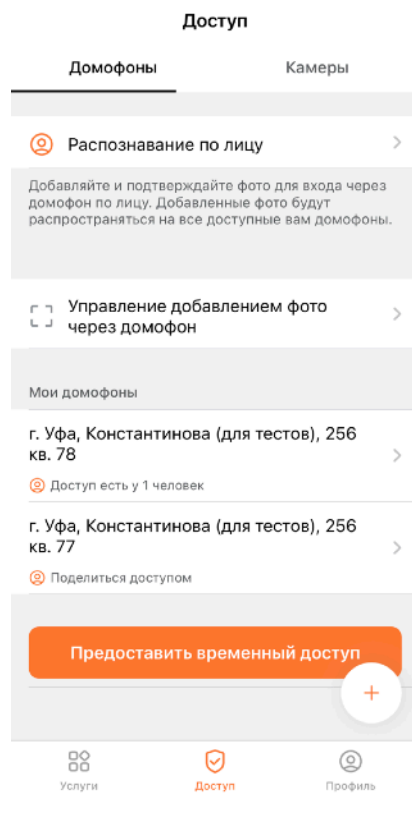 Доступ
Домофоны
Камеры
Распознавание по лицу
Добавляйте и подтверждайте фото для входа через
домофон по лицу. Добавленные фото будут
распространяться на все доступные вам домофоны.
Управление добавлением фото
через домофон
Мои домофоны
г. Уфа, Константинова (для тестов), 256
кв. 78
Доступ есть у 1 человек
г. Уфа, Константинова (для тестов), 256
кв. 77
Поделиться доступом
Предоставить временный доступ
+
Услуги
Доступ
Профиль